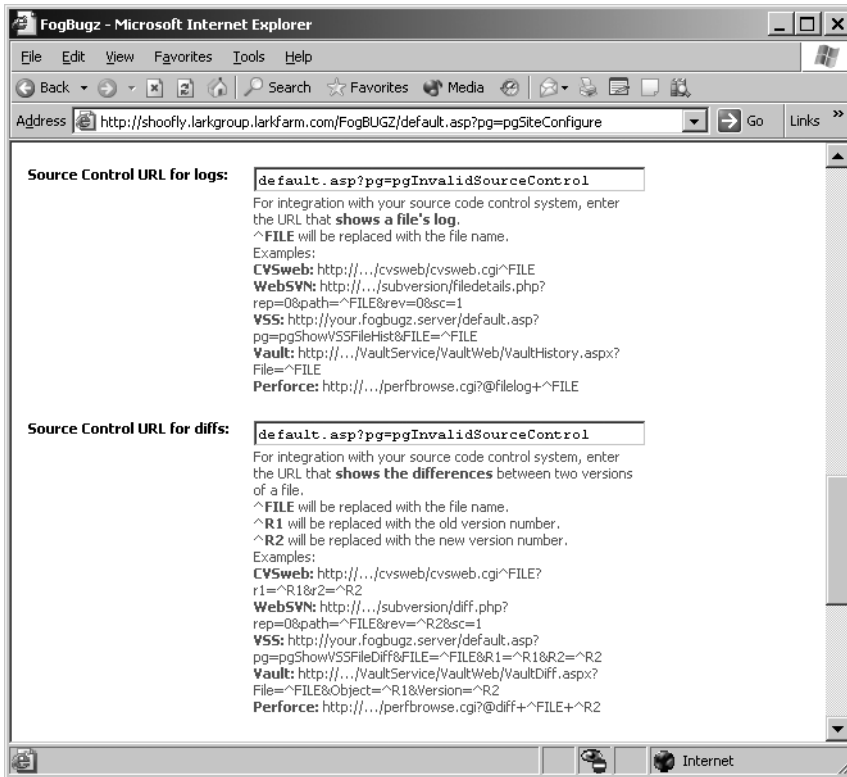 FogBugz - Microsoft Internet Explorer
File Edit View Favorites Tools Help
Back Search Favorites Media
Address http://shoofly.larkgroup.larkfarm.com/FogBUGZ/default.asp?pg=pgSiteConfigure Go Links »
Source Control URL for logs: default.asp?pg=pgInvalidSourceControl
For integration with your source code control system, enter
the URL that shows a file's log.
^FILE will be replaced with the file name.
Examples:
CVSweb: http://.../cvsweb/cvsweb.cgi^FILE
WebSVN: http://.../subversion/filedetails.php?
rep=0&path=^FILE&rev=0&sc=1
VSS: http://your.fogbugz.server/default.asp?
pg=pgShowVSSFileHist&FILE=^FILE
Vault: http://.../VaultService/VaultWeb/VaultHistory.aspx?
File=^FILE
Perforce: http://.../perfbrowse.cgi?@filelog+^FILE
Source Control URL for diffs: default.asp?pg=pgInvalidSourceControl
For integration with your source code control system, enter
the URL that shows the differences between two versions
of a file.
^FILE will be replaced with the file name.
^R1 will be replaced with the old version number.
^R2 will be replaced with the new version number.
Examples:
CVSweb: http://.../cvsweb/cvsweb.cgi^FILE?
r1=^R1&r2=^R2
WebSVN: http://.../subversion/diff.php?
rep=0&path=^FILE&rev=^R2&sc=1
VSS: http://your.fogbugz.server/default.asp?
pg=pgShowVSSFileDiff&FILE=^FILE&R1=^R1&R2=^R2
Vault: http://.../VaultService/VaultWeb/VaultDiff.aspx?
File=^FILE&Object=^R1&Version=^R2
Perforce: http://.../perfbrowse.cgi?@diff+^FILE+^R2
Internet